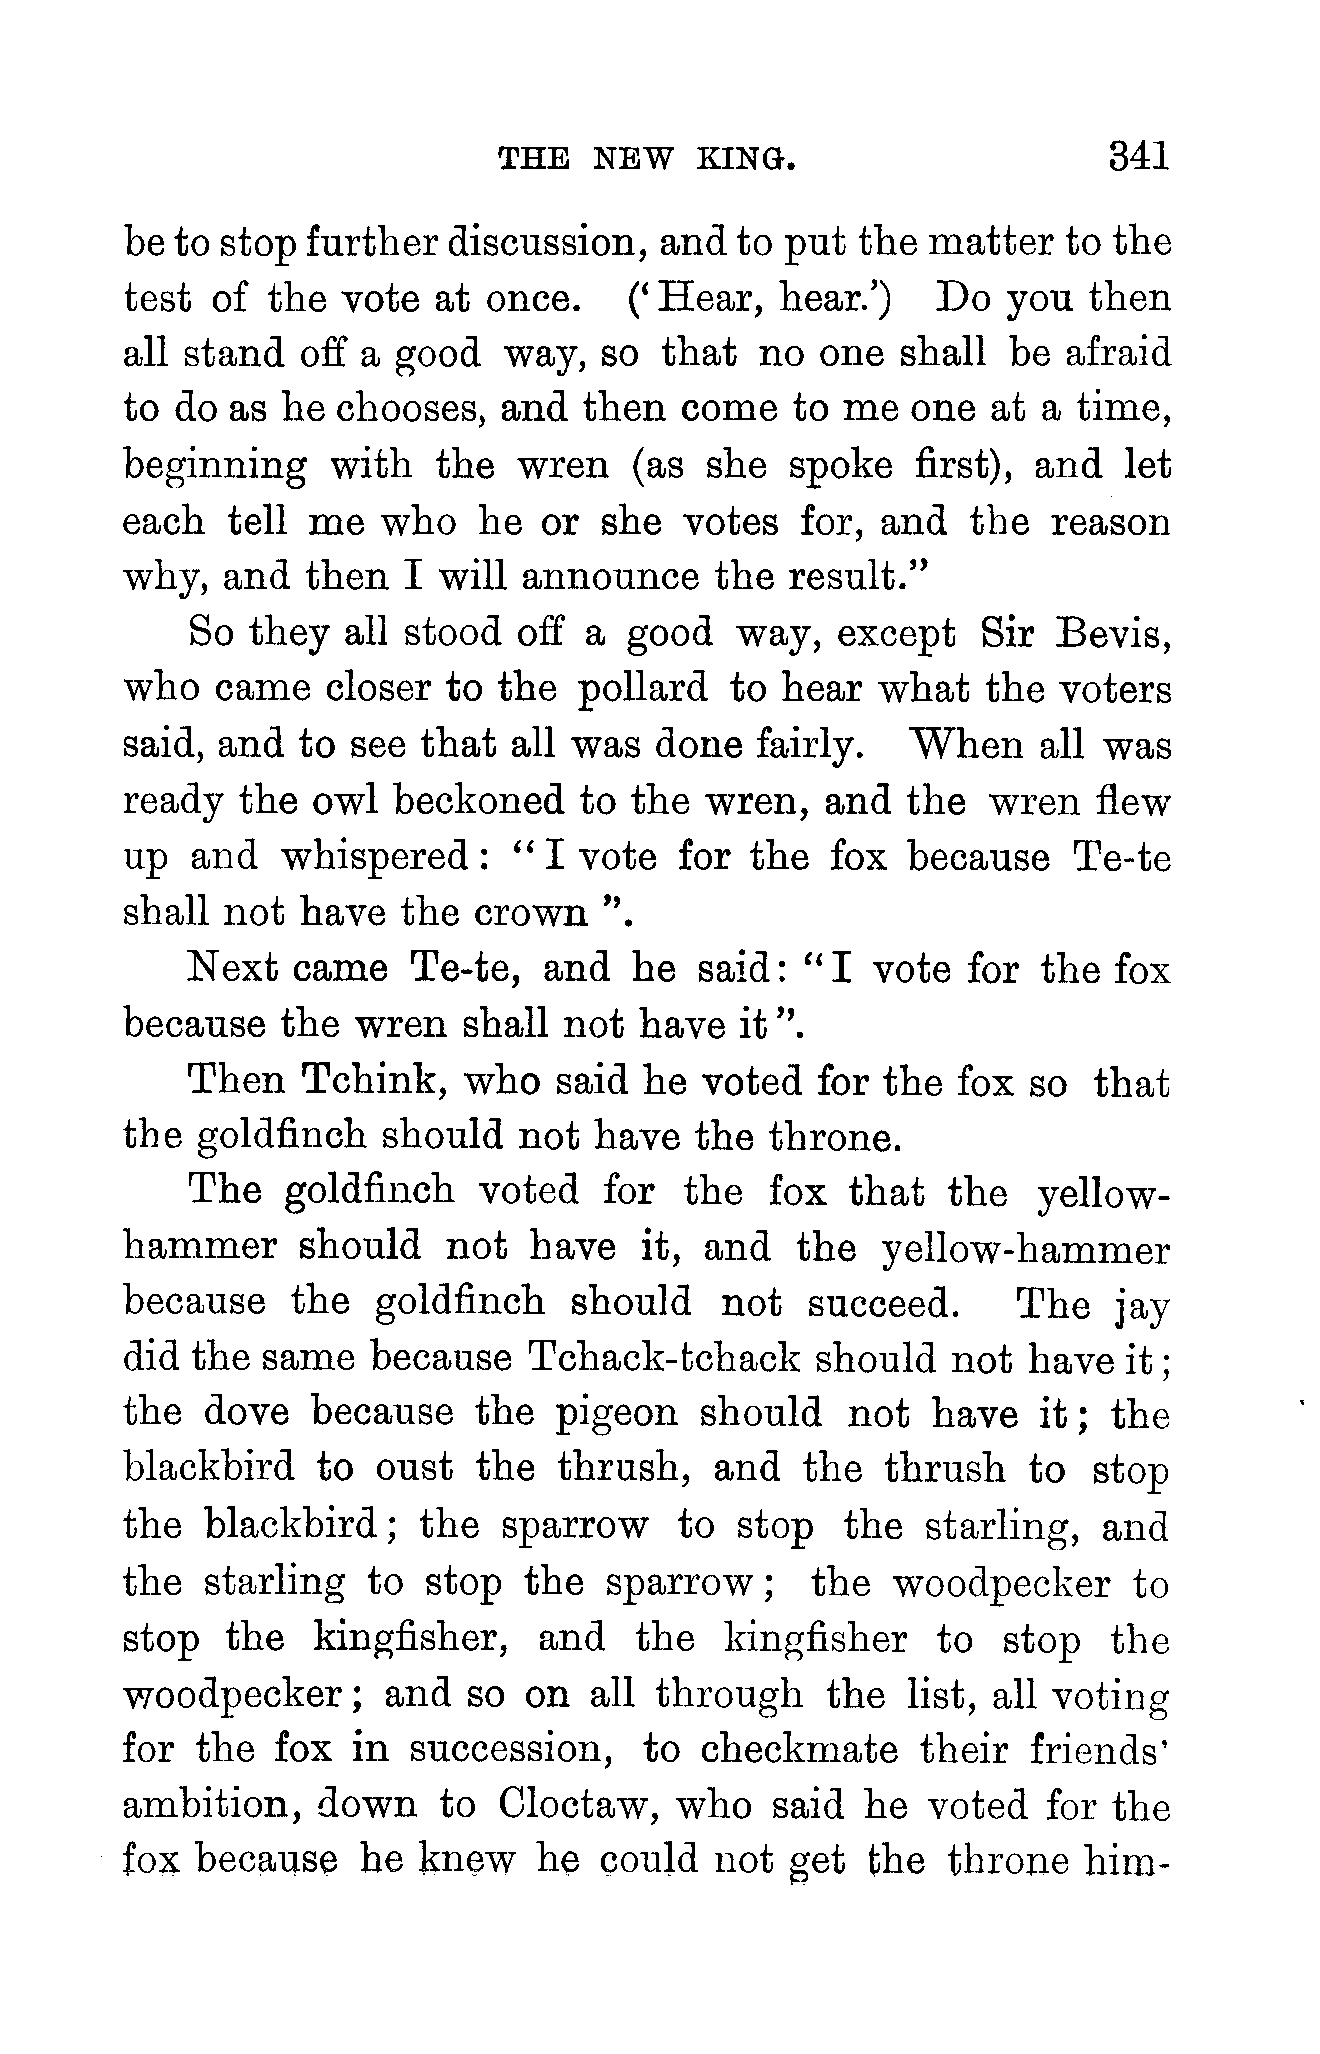 THE NEW KING. 341
be to stop further discussion, and to put the matter to the
test of the vote at once. (‘Hear, hear.’) Do you then
all stand off a good way, so that no one shall be afraid
to do as he chooses, and then come to me one at a time,
beginning with the wren (as she spoke first), and let
each tell me who he or she votes for, and the reason
why, and then I will announce the result.”
So they all stood off a good way, except Sir Bevis,
who came closer to the pollard to hear what the voters
said, and to see that all was done fairly. When all was
ready the owl beckoned to the wren, and the wren flew
up and whispered: “I vote for the fox because Te-te
shall not have the crown”.
Next came Te-te, and he said: “I vote for the fox
because the wren shall not have it”.
Then Tchink, who said he voted for the fox so that
the goldfinch should not have the throne.
The goldfinch voted for the fox that the yellow-
hammer should not have it, and the yellow-hammer
because the goldfinch should not succeed. The jay
did the same because Tchack-tchack should not have it;
the dove because the pigeon should not have it; the
blackbird to oust the thrush, and the thrush to stop
the blackbird; the sparrow to stop the starling, and
the starling to stop the sparrow; the woodpecker to
stop the kingfisher, and the kingfisher to stop the
woodpecker; and so on all through the list, all voting
for the fox in succession, to checkmate their friends’
ambition, down to Cloctaw, who said he voted for the
fox because he knew he could not get the throne him-